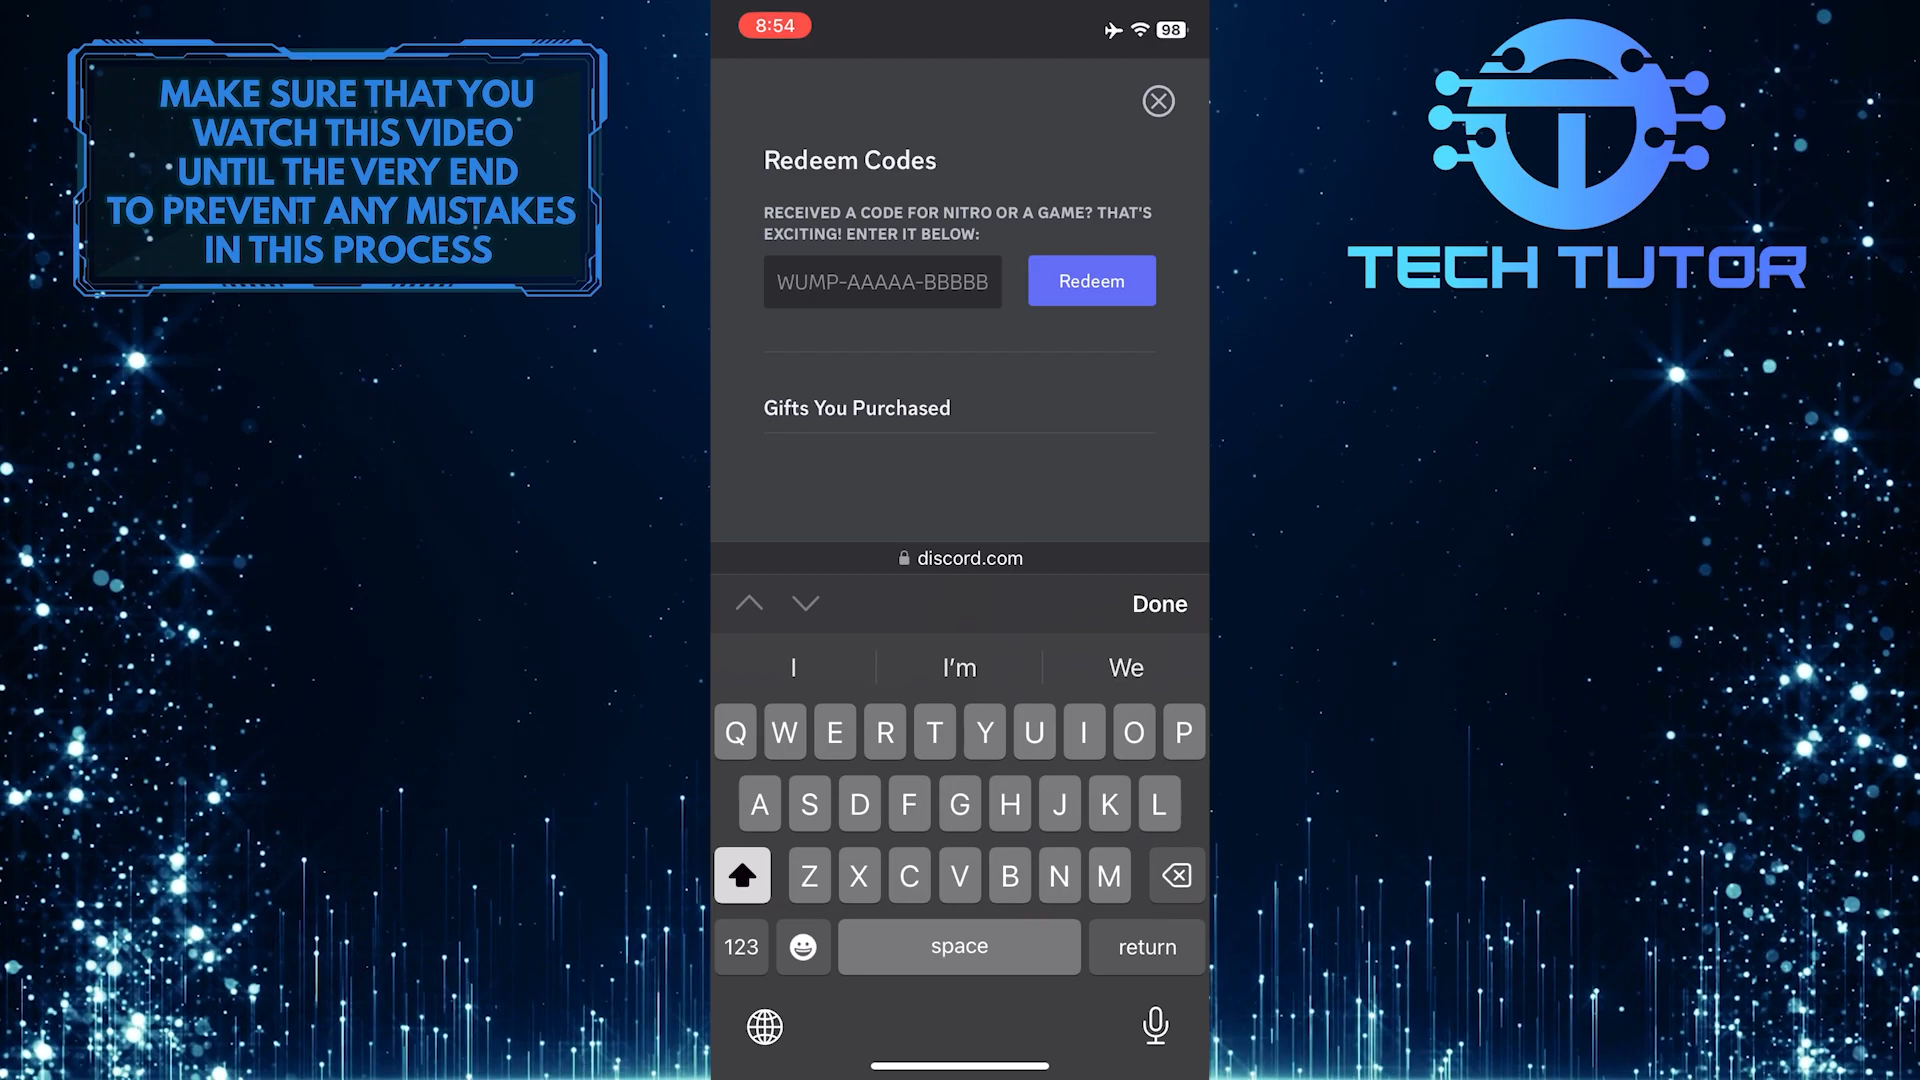 MAKE SURE THAT YOU
WATCH THIS VIDEO
UNTIL THE VERY END
TO PREVENT ANY MISTAKES
IN THIS PROCESS
8:54
98
Redeem Codes
RECEIVED A CODE FOR NITRO OR A GAME? THAT'S
EXCITING! ENTER IT BELOW:
WUMP-AAAAA-BBBBB
Redeem
Gifts You Purchased
discord.com
Done
I I'm We
Q W E R T Y U I O P
A S D F G H J K L
Z X C V B N M
123 space return
TECH TUTOR